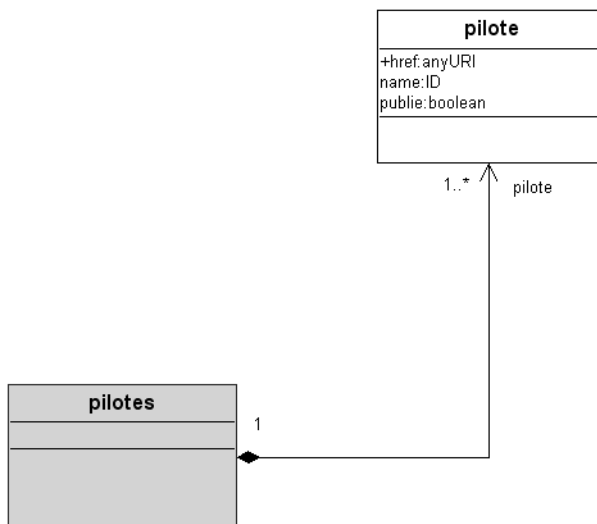 pilote
+href:anyURI
name:ID
publie:boolean
1..*
pilote
pilotes
1